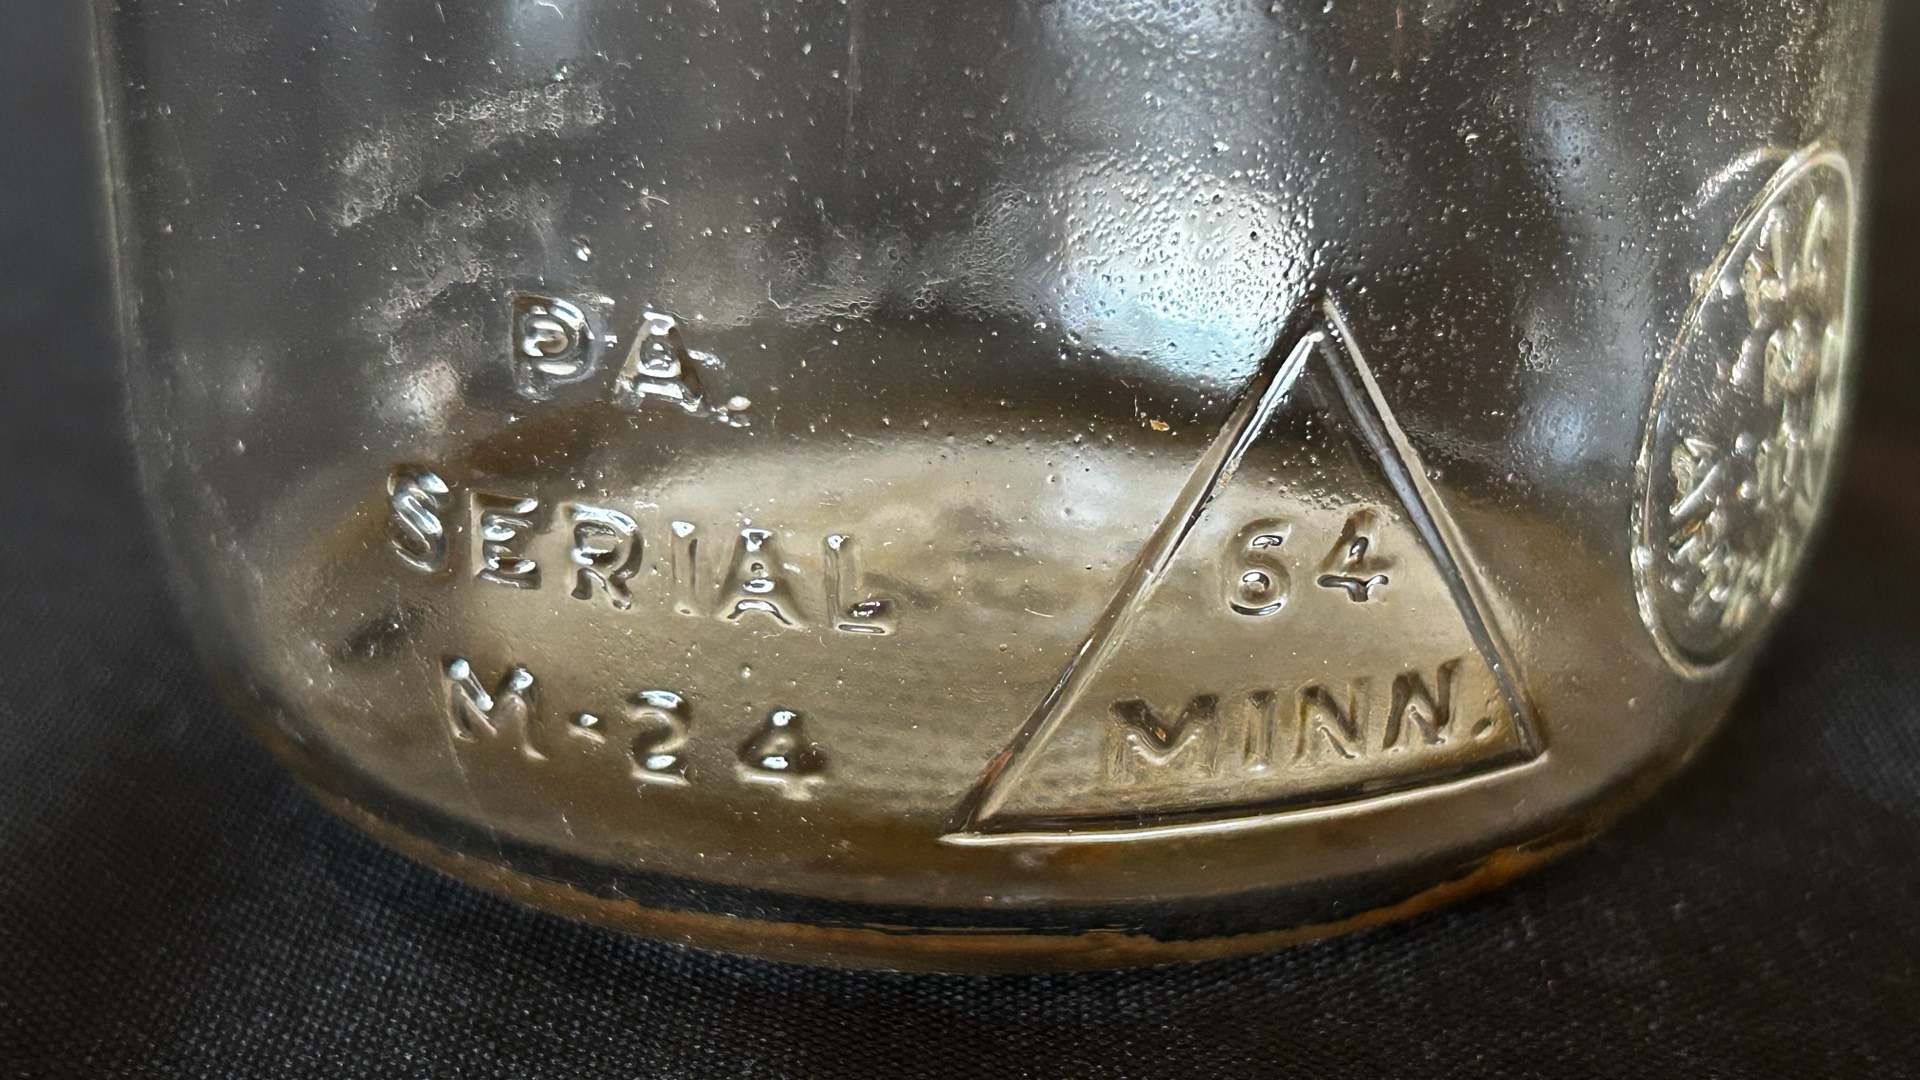 PA.
SERIAL
M-24
64
MINN.